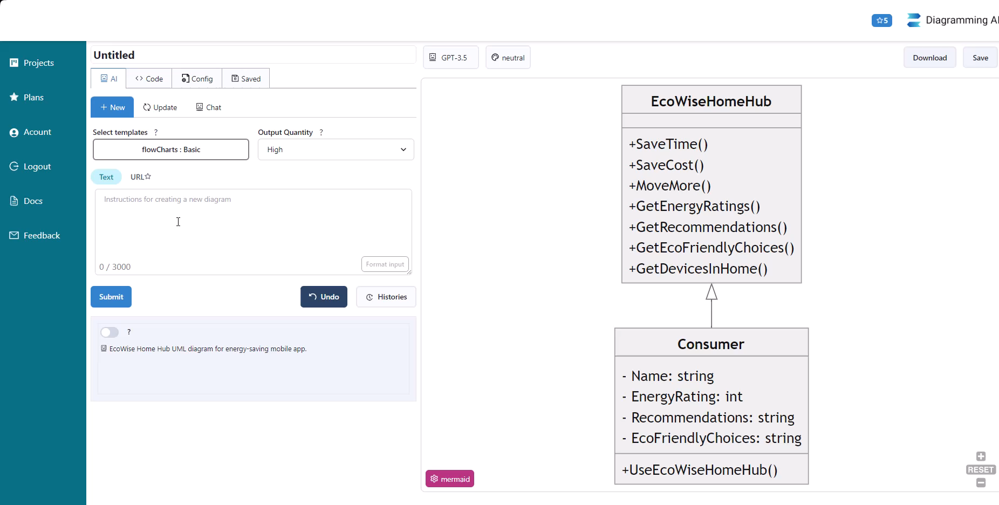 5
Diagramming AI
Projects
Plans
Acount
Logout
Docs
Feedback
Untitled
AI
Code
Config
Saved
New
Update
Chat
Select templates ?
Output Quantity ?
flowCharts : Basic
High
Text
URL
Instructions for creating a new diagram
0 / 3000
Format input
Submit
Undo
Histories
?
EcoWise Home Hub UML diagram for energy-saving mobile app.
GPT-3.5
neutral
Download
Save
EcoWiseHomeHub
+SaveTime()
+SaveCost()
+MoveMore()
+GetEnergyRatings()
+GetRecommendations()
+GetEcoFriendlyChoices()
+GetDevicesInHome()
Consumer
- Name: string
- EnergyRating: int
- Recommendations: string
- EcoFriendlyChoices: string
+UseEcoWiseHomeHub()
mermaid
RESET